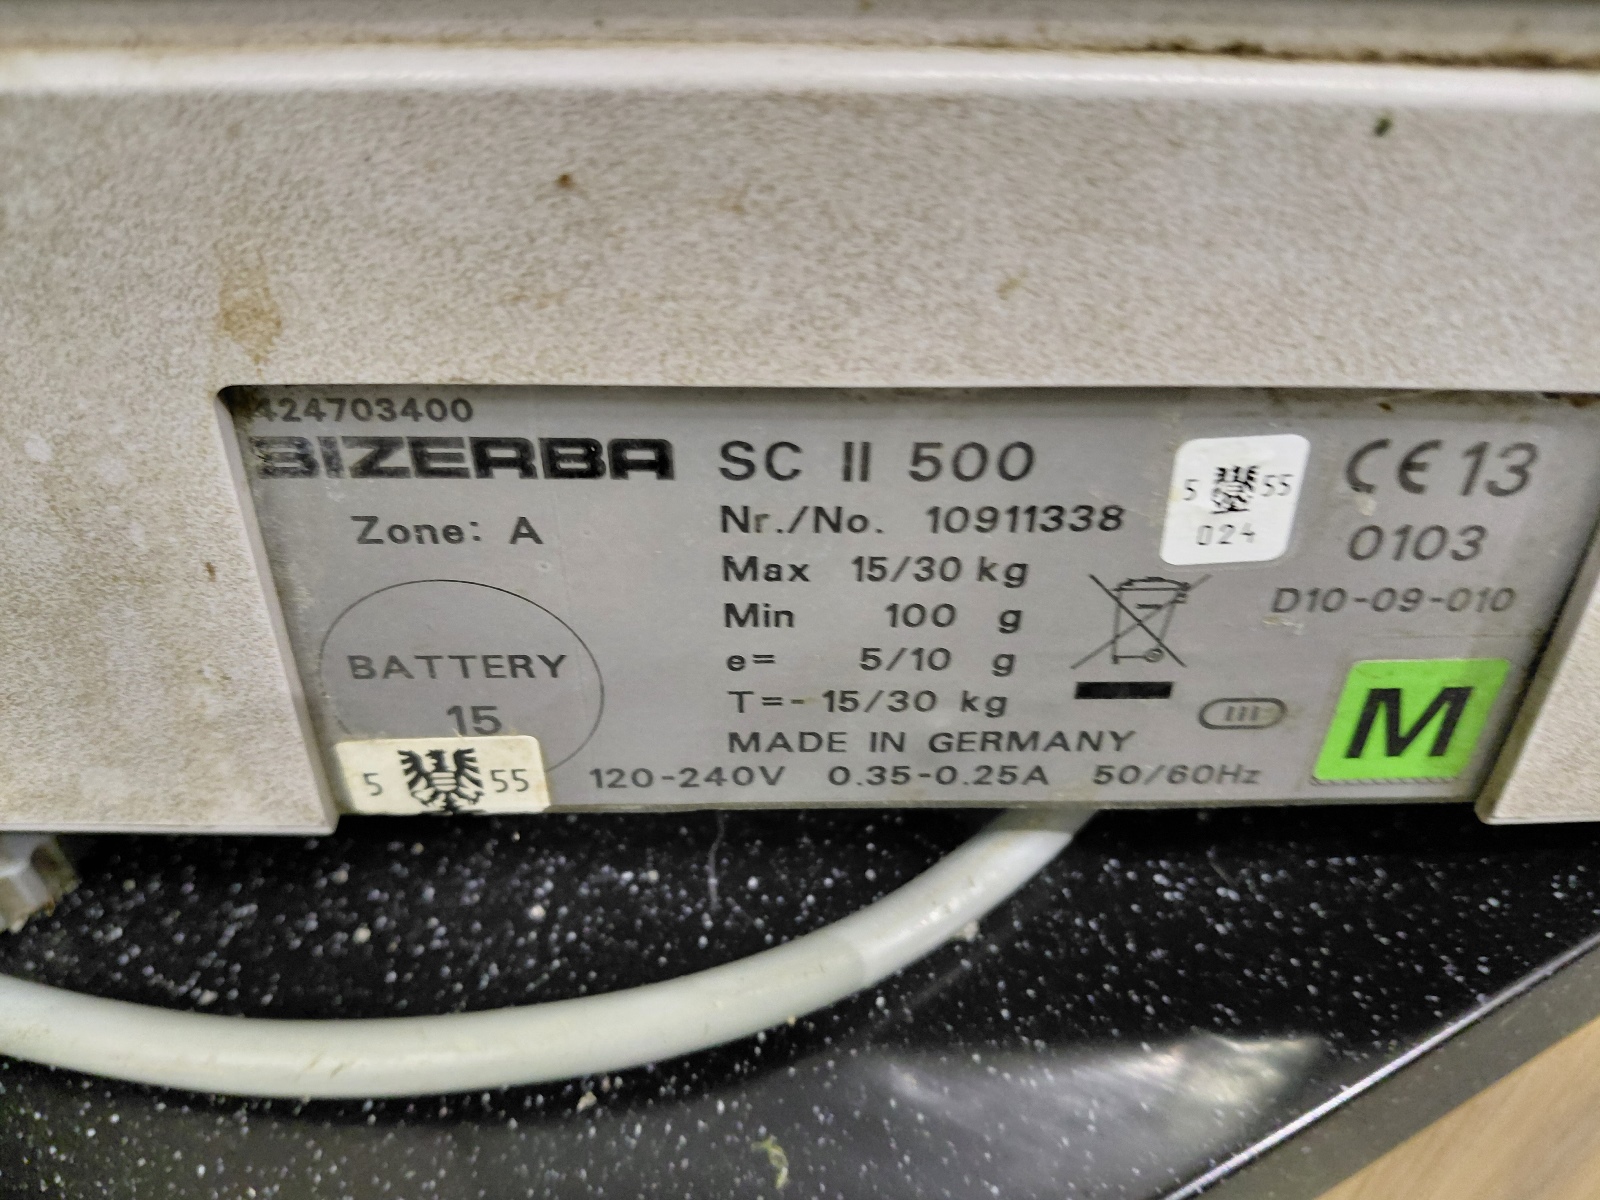 424703400
BIZERBA SC II 500
Zone: A
Nr./No. 10911338
Max 15/30 kg
Min 100 g
e= 5/10 g
T=- 15/30 kg
MADE IN GERMANY
120-240V 0.35-0.25A 50/60Hz
BATTERY
15
5 55
5 55
024
CE 13
0103
D10-09-010
III
M